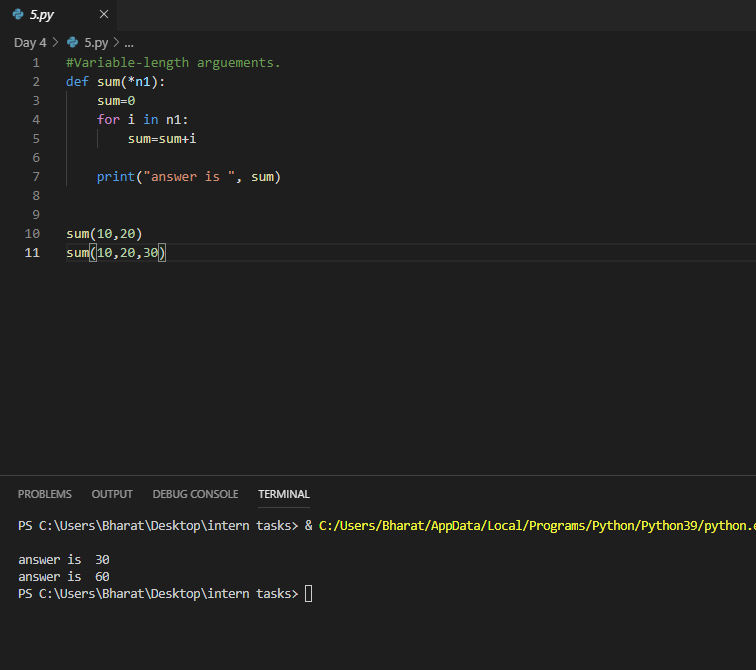 5.py ×
Day 4 > 5.py > ...
1 #Variable-length arguements.
2 def sum(*n1):
3     sum=0
4     for i in n1:
5         sum=sum+i
6
7     print("answer is ", sum)
8
9
10 sum(10,20)
11 sum(10,20,30)
PROBLEMS OUTPUT DEBUG CONSOLE TERMINAL
PS C:\Users\Bharat\Desktop\intern tasks> & C:/Users/Bharat/AppData/Local/Programs/Python/Python39/python.e
answer is  30
answer is  60
PS C:\Users\Bharat\Desktop\intern tasks>